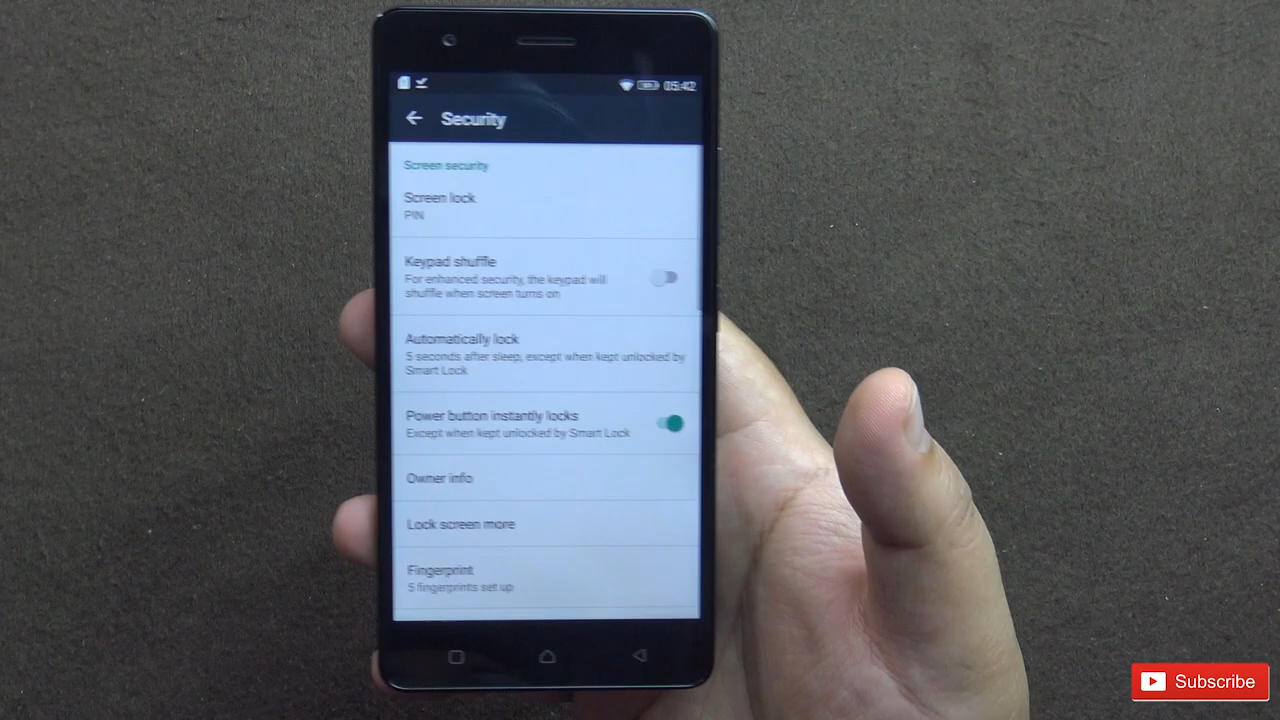 05:42
Security
Screen security
Screen lock
PIN
Keypad shuffle
For enhanced security, the keypad will
shuffle when screen turns on
Automatically lock
5 seconds after sleep, except when kept unlocked by
Smart Lock
Power button instantly locks
Except when kept unlocked by Smart Lock
Owner info
Lock screen more
Fingerprint
5 fingerprints set up
Subscribe